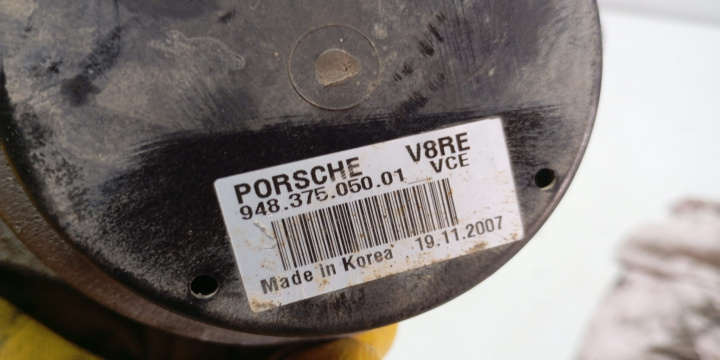 PORSCHE V8RE
948.375.050.01 VCE
Made in Korea 19.11.2007